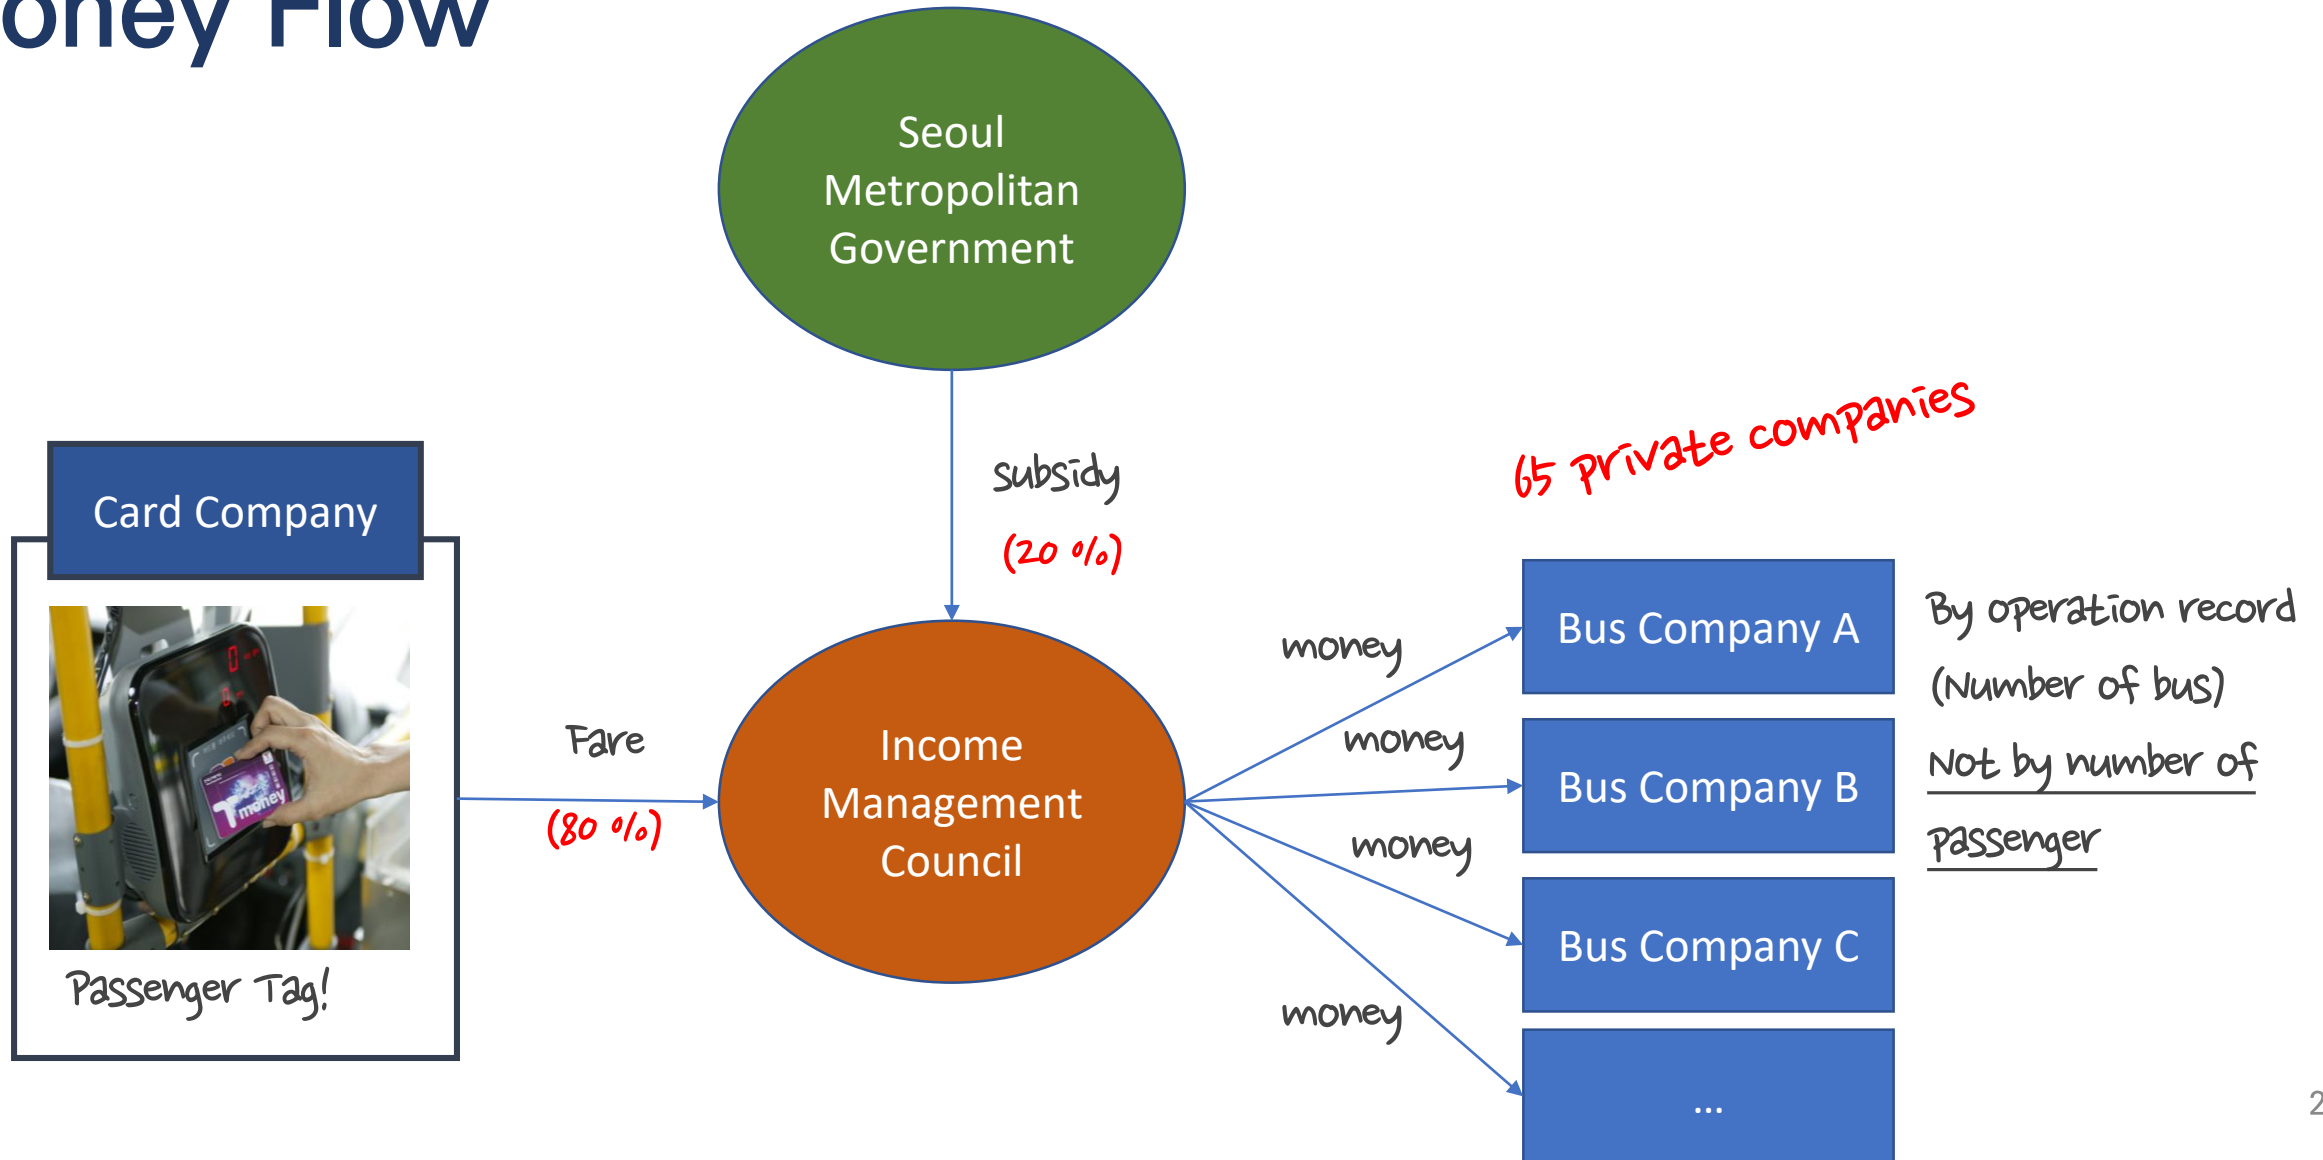 oney Flow
Seoul
Metropolitan
Government
subsidy
(20 %)
65 private companies
Card Company
money
Passenger Tag!
Fare
(80 %)
Income
Management
Council
money
money
money
money
Bus Company A
Bus Company B
Bus Company C
...
By operation record
(Number of bus)
Not by number of
passenger
2